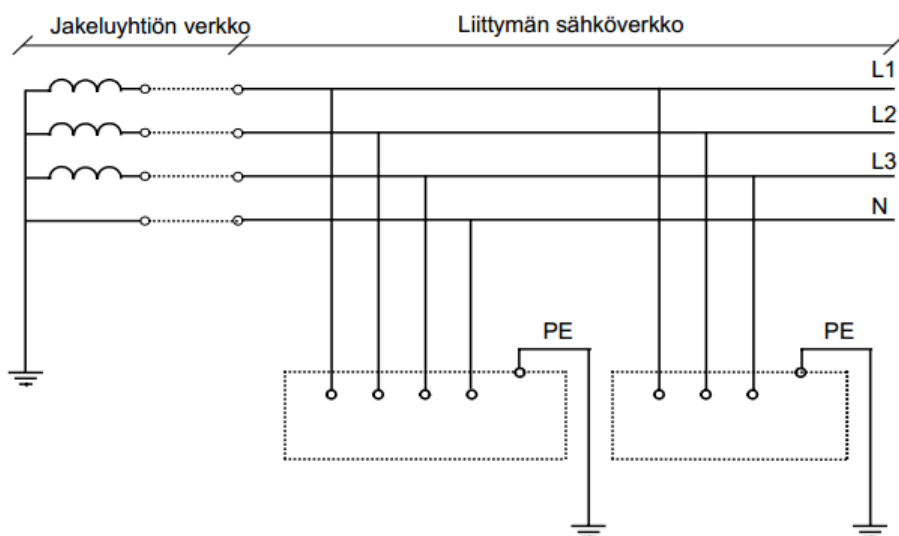 Jakeluyhtiön verkko
Liittymän sähköverkko
L1
L2
L3
N
PE
PE